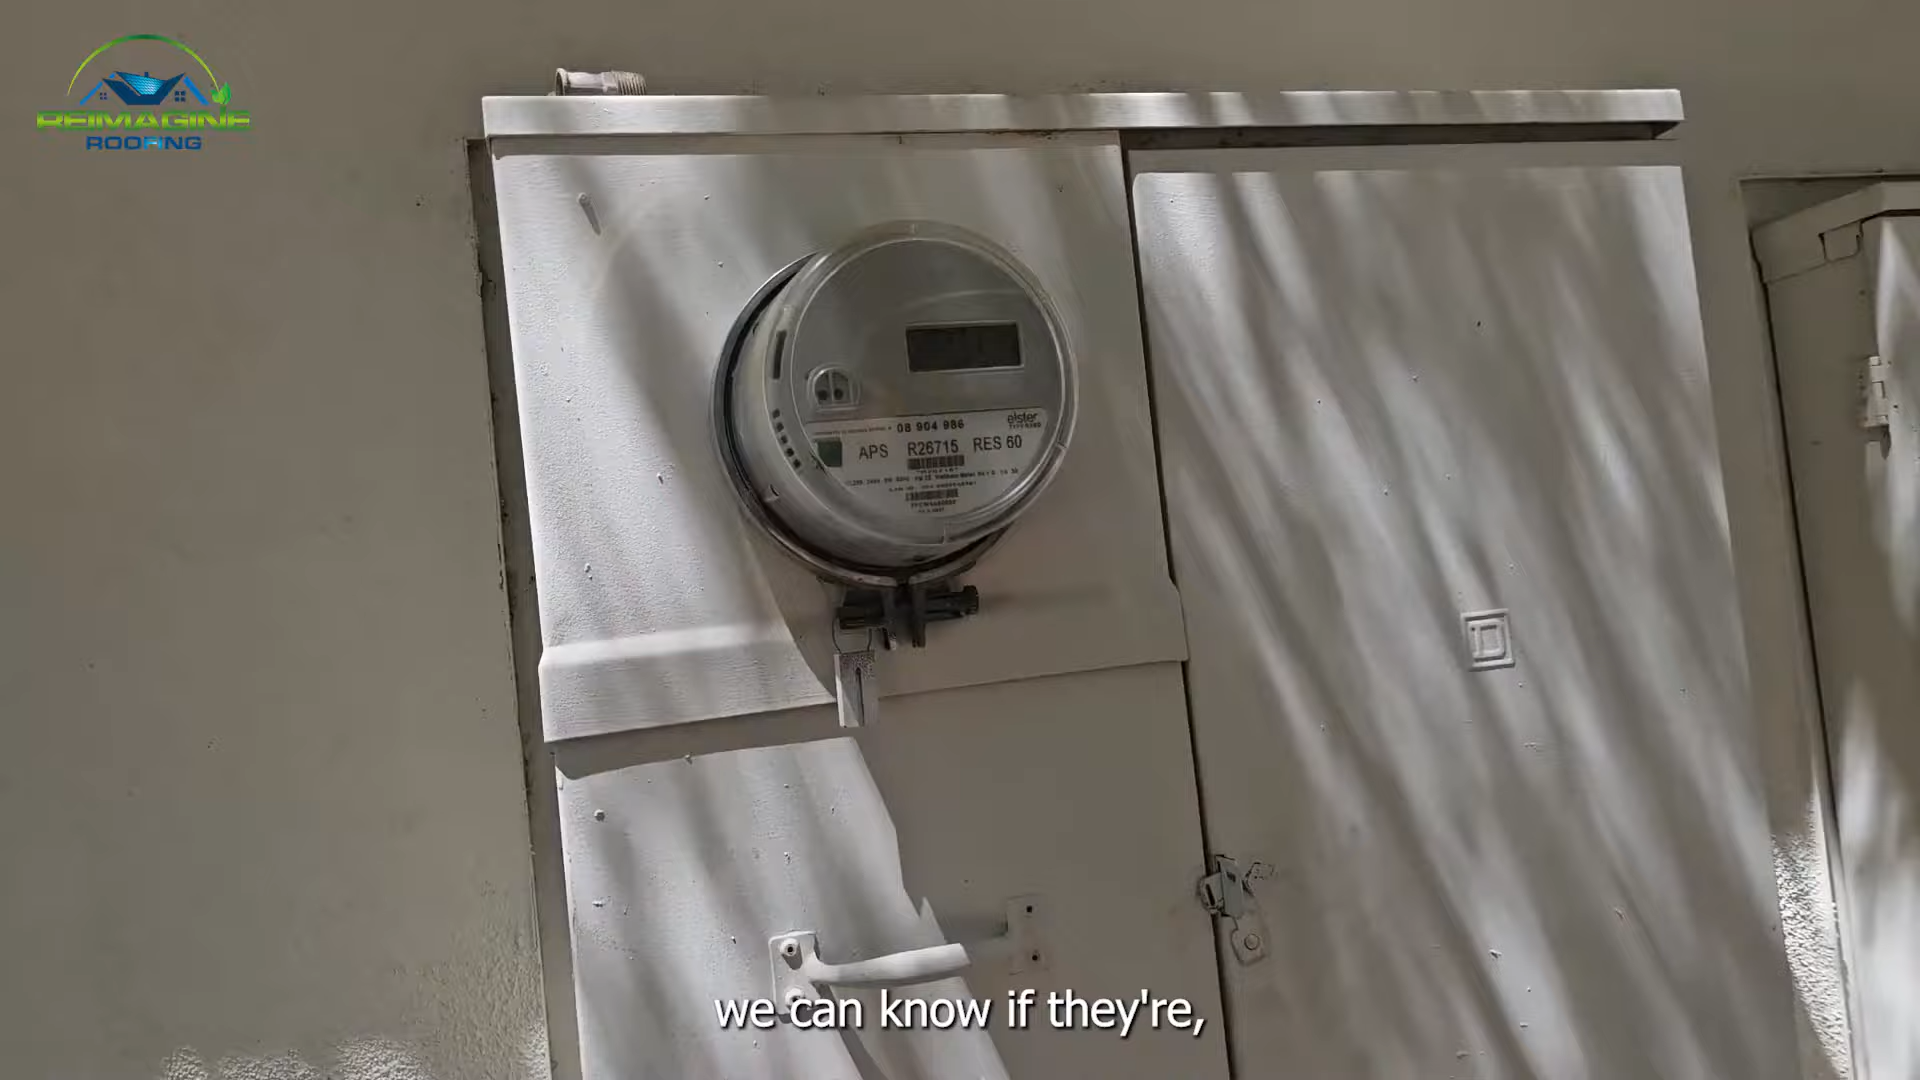 REIMAGINE
ROOFING
08 904 986
elster
APS R26715 RES 60
we can know if they're,